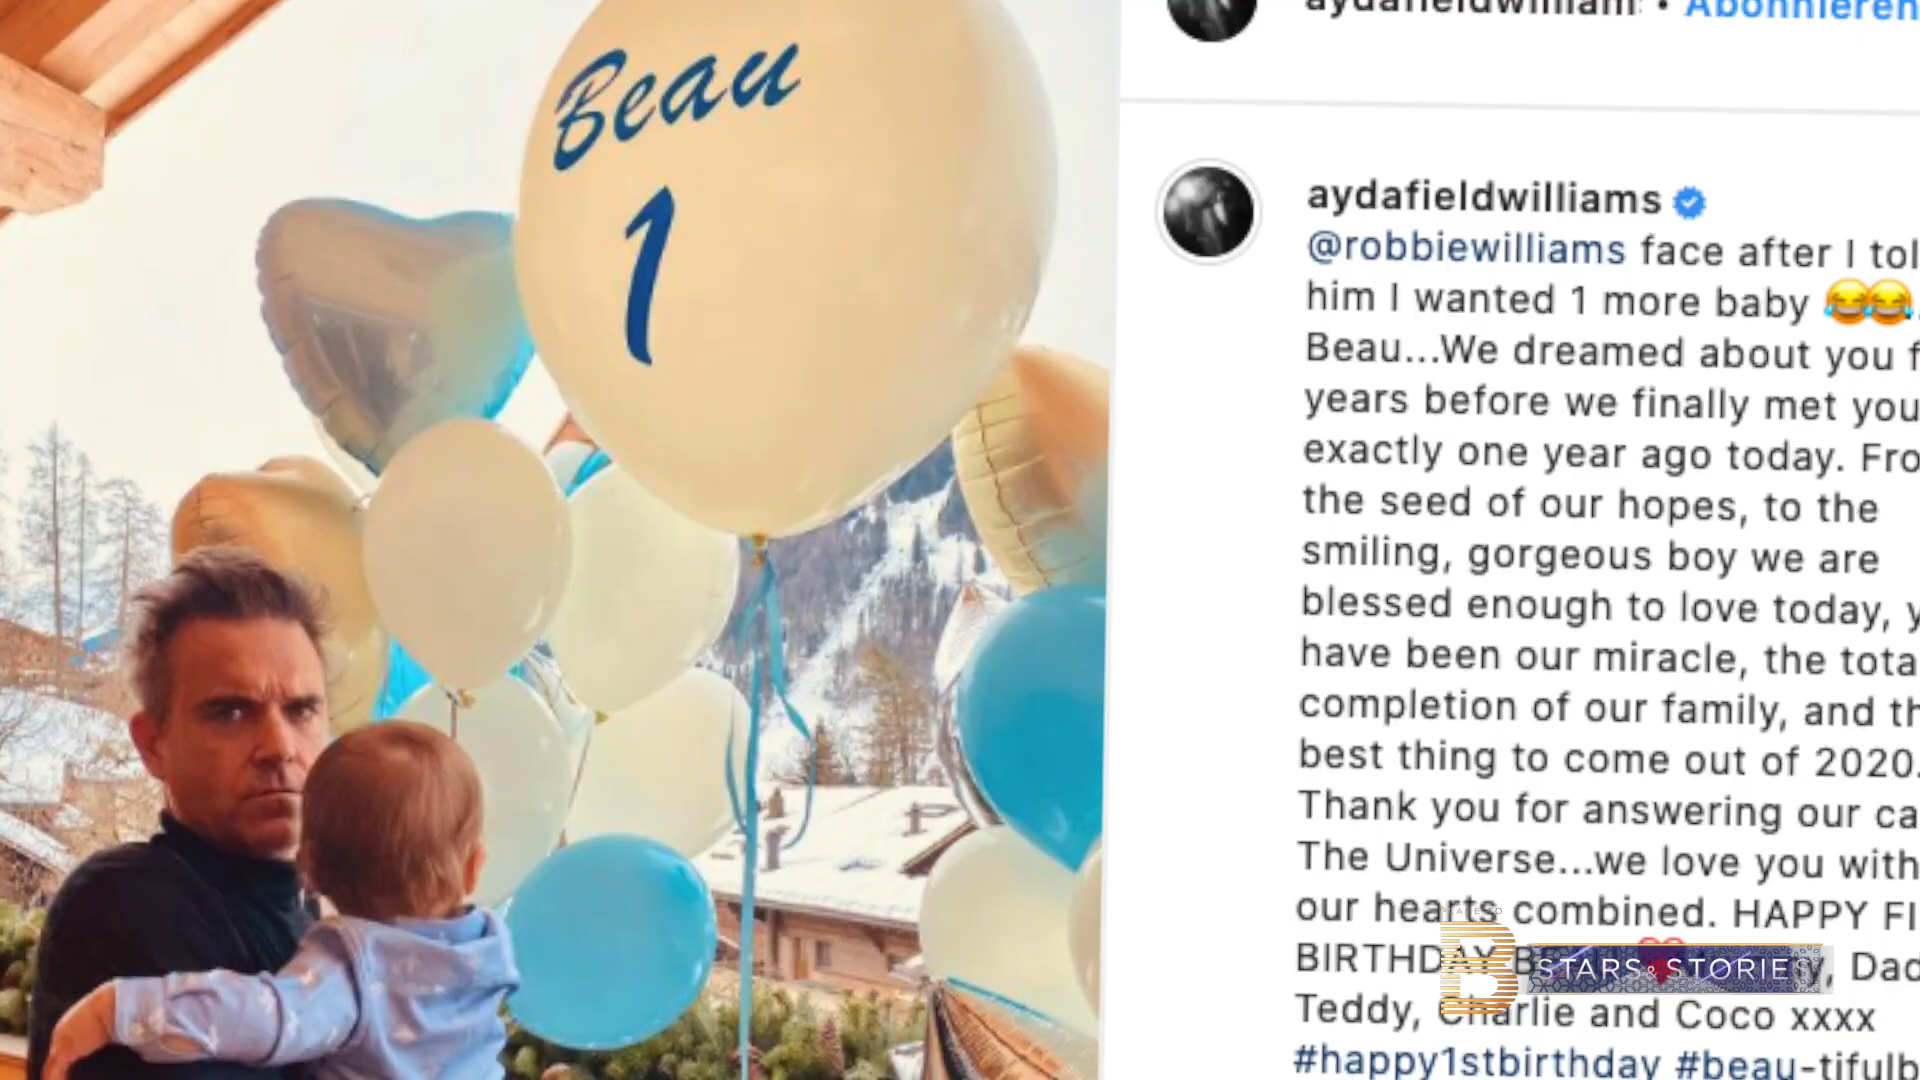 Beau
1
aydafieldwilliam • Abonnieren
aydafieldwilliams
@robbiewilliams face after I tol
him I wanted 1 more baby 😂😂.
Beau...We dreamed about you f
years before we finally met you
exactly one year ago today. Fro
the seed of our hopes, to the
smiling, gorgeous boy we are
blessed enough to love today, y
have been our miracle, the tota
completion of our family, and th
best thing to come out of 2020.
Thank you for answering our ca
The Universe...we love you with
our hearts combined. HAPPY FI
BIRTHDAY B
y, Dad
Teddy, Charlie and Coco xxxx
#happy1stbirthday #beau-tifulb
B
STARS & STORIES